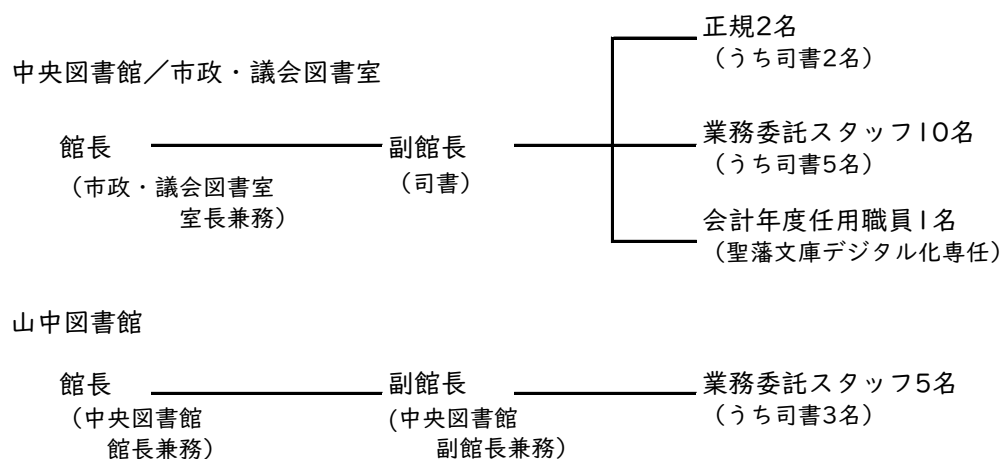 中央図書館／市政・議会図書室
館長
（市政・議会図書室
室長兼務）
副館長
（司書）
正規2名
（うち司書2名）
業務委託スタッフ10名
（うち司書5名）
会計年度任用職員1名
（聖藩文庫デジタル化専任）
山中図書館
館長
（中央図書館
館長兼務）
副館長
(中央図書館
副館長兼務）
業務委託スタッフ5名
（うち司書3名）